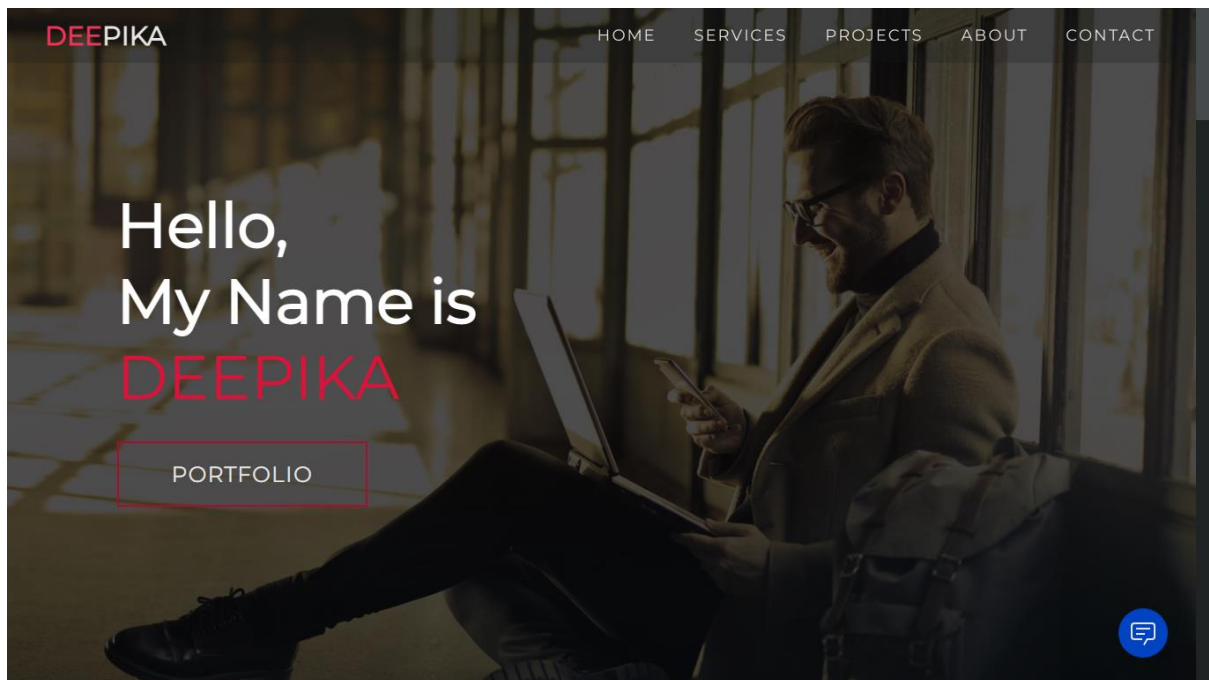 DEEPIKA
HOME SERVICES PROJECTS ABOUT CONTACT
Hello,
My Name is
DEEPIKA
PORTFOLIO